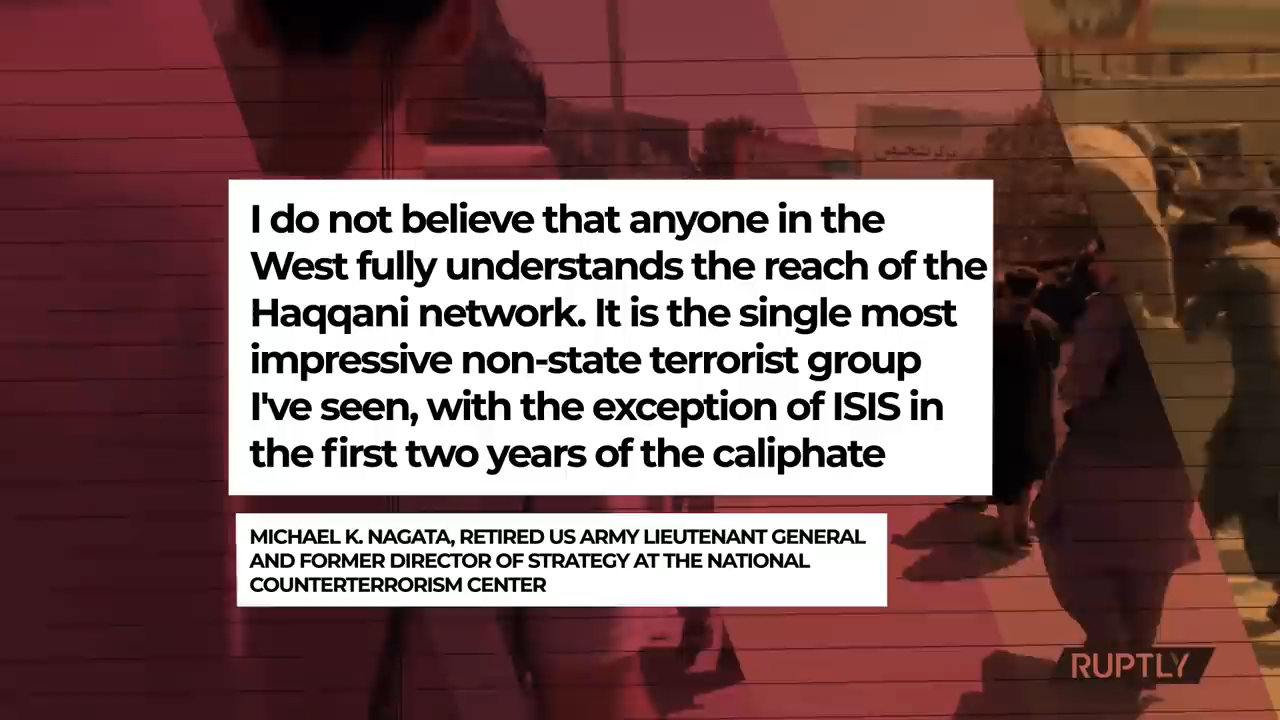 I do not believe that anyone in the
West fully understands the reach of the
Haqqani network. It is the single most
impressive non-state terrorist group
I've seen, with the exception of ISIS in
the first two years of the caliphate
MICHAEL K. NAGATA, RETIRED US ARMY LIEUTENANT GENERAL
AND FORMER DIRECTOR OF STRATEGY AT THE NATIONAL
COUNTERTERRORISM CENTER
RUPTLY